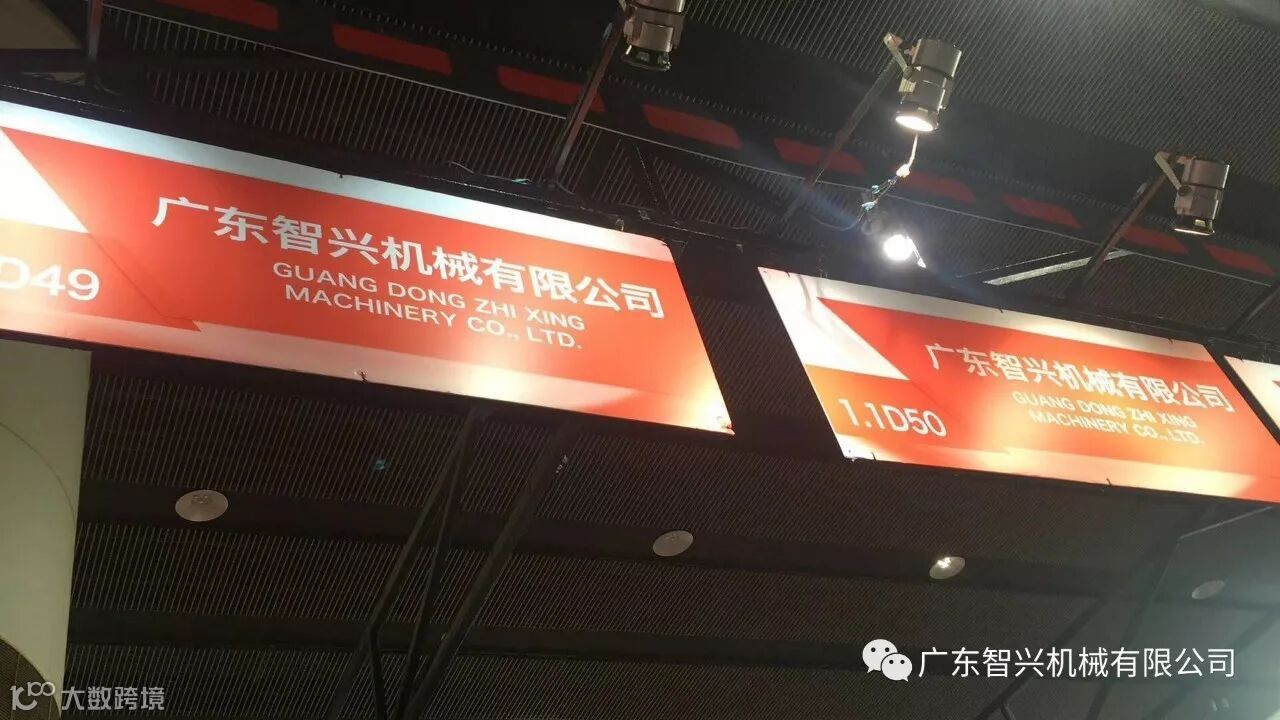 广东智兴机械有限公司
GUANG DONG ZHI XING
MACHINERY CO., LTD.
D49
广东智兴机械有限公司
GUANG DONG ZHI XING
MACHINERY CO., LTD.
1.1D50
广东智兴机械有限公司
大数跨境